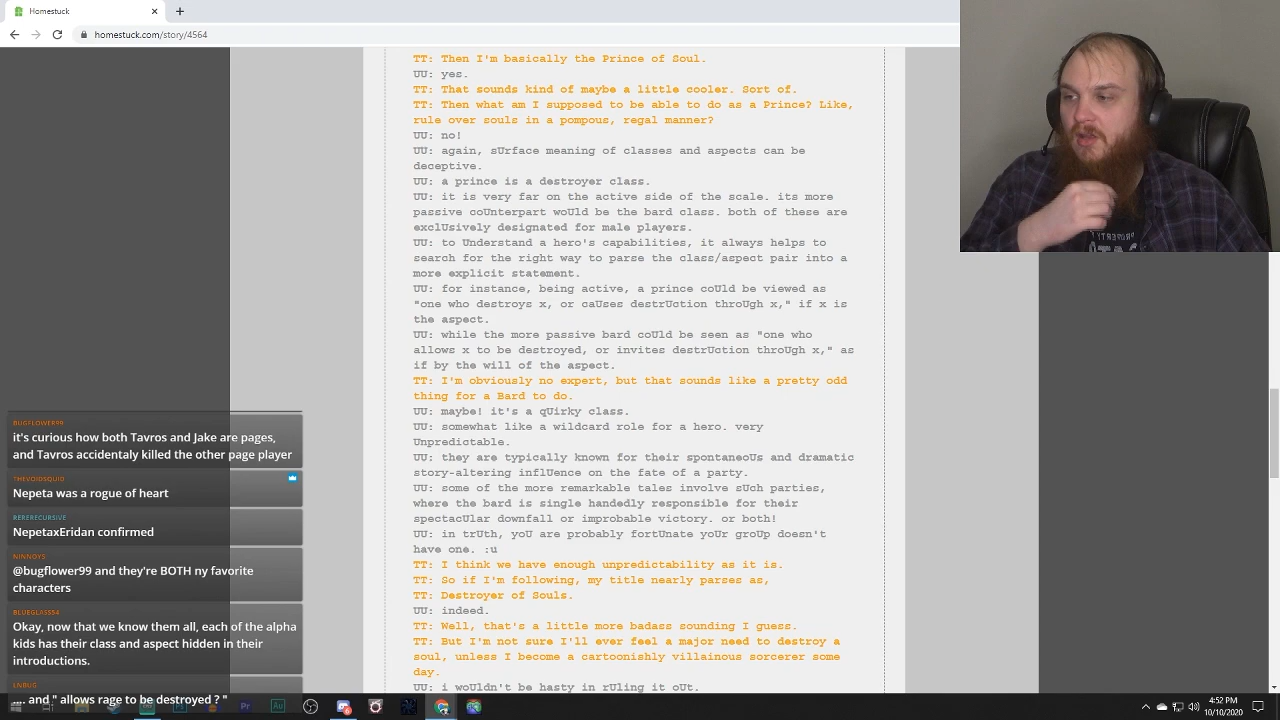 Homestuck
homestuck.com/story/4564
TT: Then I'm basically the Prince of Soul.
UU: yes.
TT: That sounds kind of maybe a little cooler. Sort of.
TT: Then what am I supposed to be able to do as a Prince? Like,
rule over souls in a pompous, regal manner?
UU: no!
UU: again, sUrface meaning of classes and aspects can be
deceptive.
UU: a prince is a destroyer class.
UU: it is very far on the active side of the scale. its more
passive coUnterpart woUld be the bard class. both of these are
exclUsively designated for male players.
UU: to Understand a hero's capabilities, it always helps to
search for the right way to parse the class/aspect pair into a
more explicit statement.
UU: for instance, being active, a prince coUld be viewed as
"one who destroys x, or caUses destrUction throUgh x," if x is
the aspect.
UU: while the more passive bard coUld be seen as "one who
allows x to be destroyed, or invites destrUction throUgh x," as
if by the will of the aspect.
TT: I'm obviously no expert, but that sounds like a pretty odd
thing for a Bard to do.
UU: maybe! it's a qUirky class.
UU: somewhat like a wildcard role for a hero. very
Unpredictable.
UU: they are typically known for their spontaneoUs and dramatic
story-altering inflUence on the fate of a party.
UU: some of the more remarkable tales involve sUch parties,
where the bard is single handedly responsible for their
spectacUlar downfall or improbable victory. or both!
UU: in trUth, yoU are probably fortUnate yoUr groUp doesn't
have one. :u
TT: I think we have enough unpredictability as it is.
TT: So if I'm following, my title nearly parses as,
TT: Destroyer of Souls.
UU: indeed.
TT: Well, that's a little more badass sounding I guess.
TT: But I'm not sure I'll ever feel a major need to destroy a
soul, unless I become a cartoonishly villainous sorcerer some
day.
UU: i woUldn't be hasty in rUling it oUt.
BUGFLOWER99
it's curious how both Tavros and Jake are pages,
and Tavros accidentaly killed the other page player
THEVOIDSQUID
Nepeta was a rogue of heart
RERERECURSIVE
NepetaxEridan confirmed
NINNOYS
@bugflower99 and they're BOTH ny favorite
characters
BLUEGLASS54
Okay, now that we know them all, each of the alpha
kids has their class and aspect hidden in their
introductions.
LNBUG
.... and " allows rage to be destroyed ? "
4:52 PM
10/10/2020